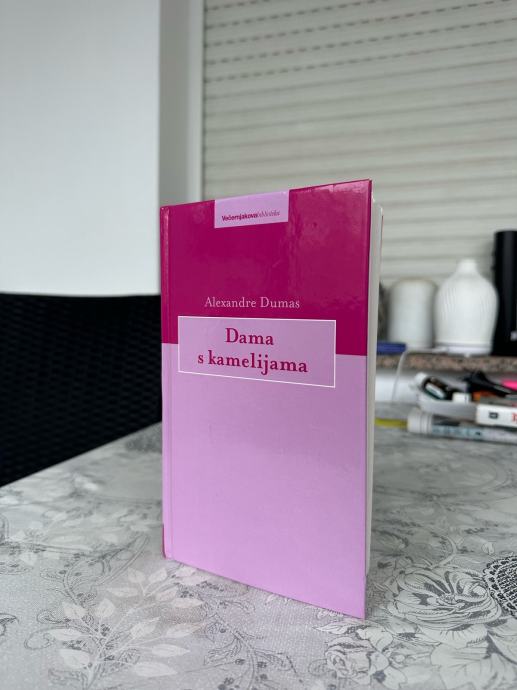 Večernjakova biblioteka
Alexandre Dumas
Dama
s kamelijama